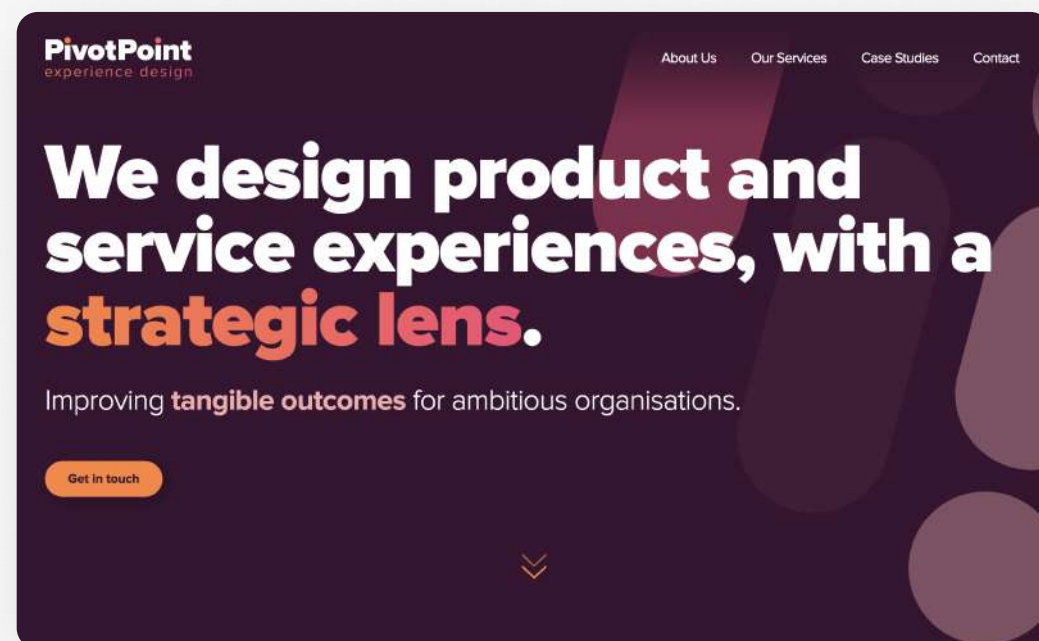 PivotPoint
experience design
About Us
Our Services
Case Studies
Contact
We design product and
service experiences, with a
strategic lens.
Improving tangible outcomes for ambitious organisations.
Get in touch